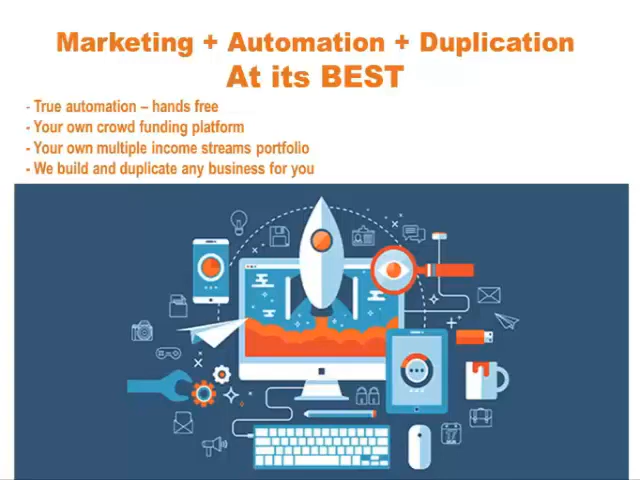 Marketing + Automation + Duplication
At its BEST
- True automation – hands free
- Your own crowd funding platform
- Your own multiple income streams portfolio
- We build and duplicate any business for you
17